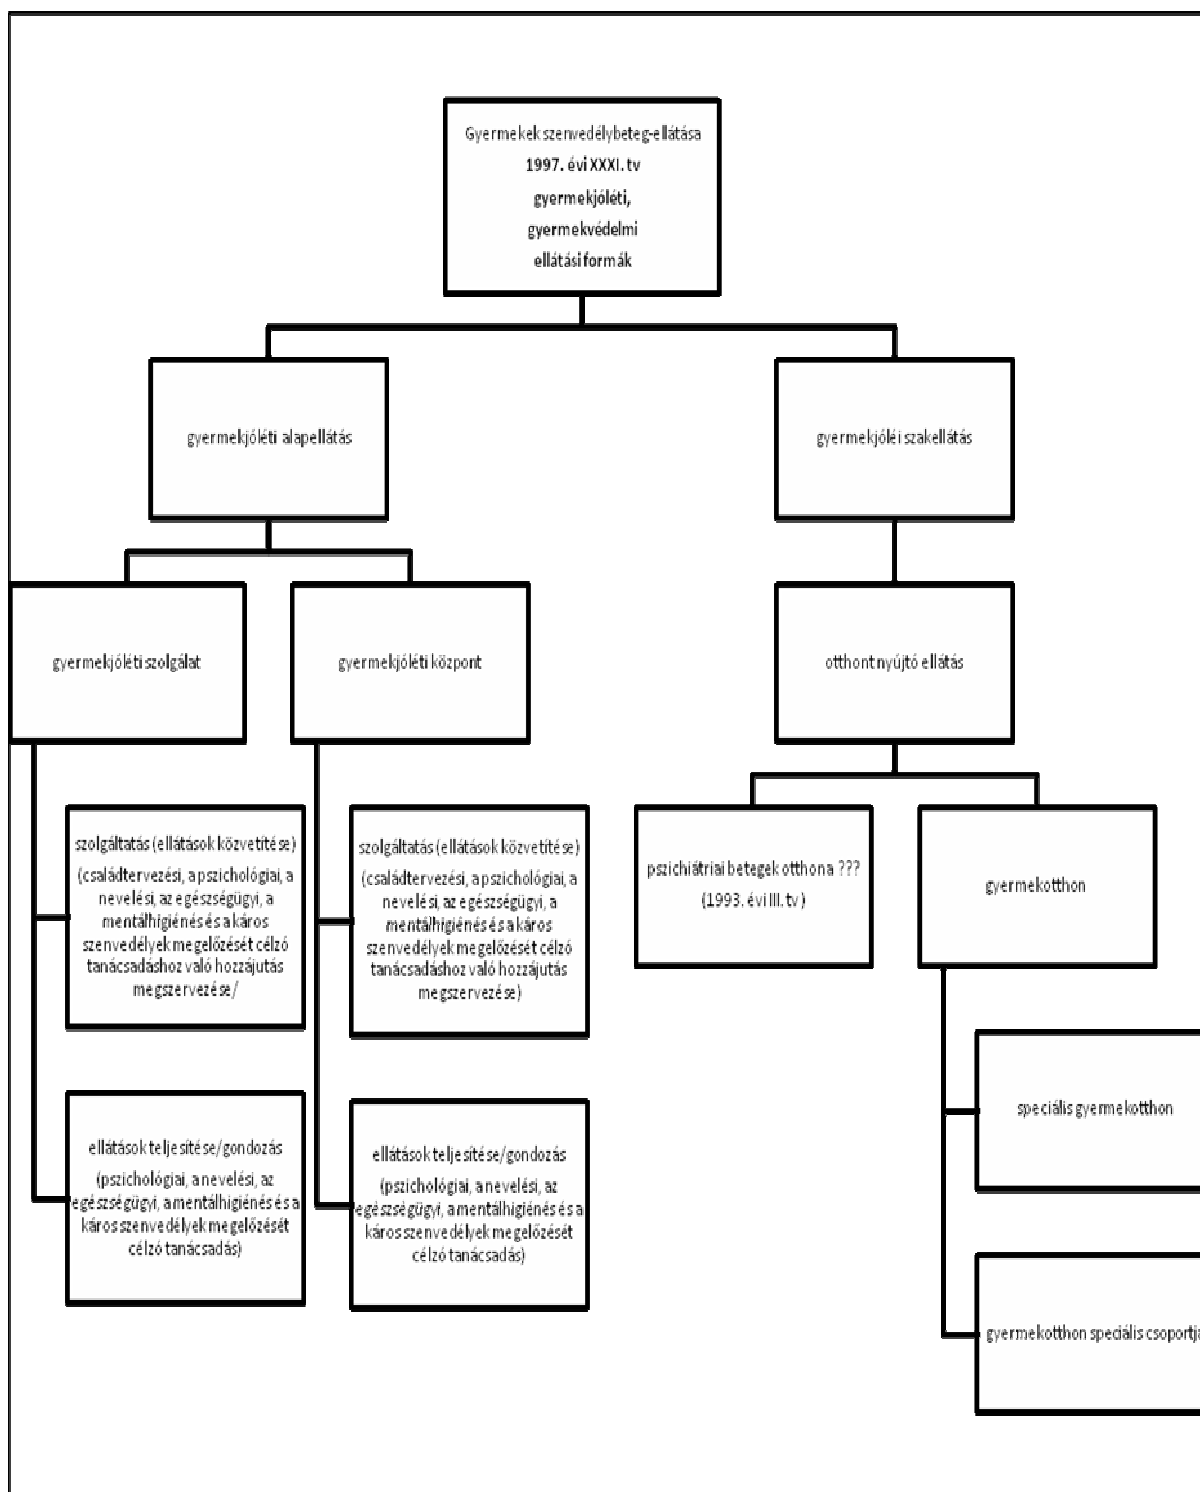 Gyermekek szenvedélybeteg-ellátása
1997. évi XXXI. tv
gyermekjóléti,
gyermekvédelmi
ellátási formák
gyermekjóléti alapellátás
gyermekjóléi szakellátás
gyermekjóléti szolgálat
gyermekjóléti központ
otthont nyújtó ellátás
szolgáltatás (ellátások közvetítése)
(családtervezési, a pszichológiai, a
nevelési, az egészségügyi, a
mentálhigiénés és a káros
szenvedélyek megelőzését célzó
tanácsadáshoz való hozzájutás
megszervezése/
szolgáltatás (ellátások közvetítése)
(családtervezési, a pszichológiai, a
nevelési, az egészségügyi, a
mentálhigiénés és a káros
szenvedélyek megelőzését célzó
tanácsadáshoz való hozzájutás
megszervezése)
pszichiátriai betegek otthona ???
(1993. évi III. tv)
gyermekotthon
ellátások teljesítése/gondozás
(pszichológiai, a nevelési, az
egészségügyi, a mentálhigiénés és a
káros szenvedélyek megelőzését
célzó tanácsadás)
ellátások teljesítése/gondozás
(pszichológiai, a nevelési, az
egészségügyi, a mentálhigiénés és a
káros szenvedélyek megelőzését
célzó tanácsadás)
speciális gyermekotthon
gyermekotthon speciális csoportja